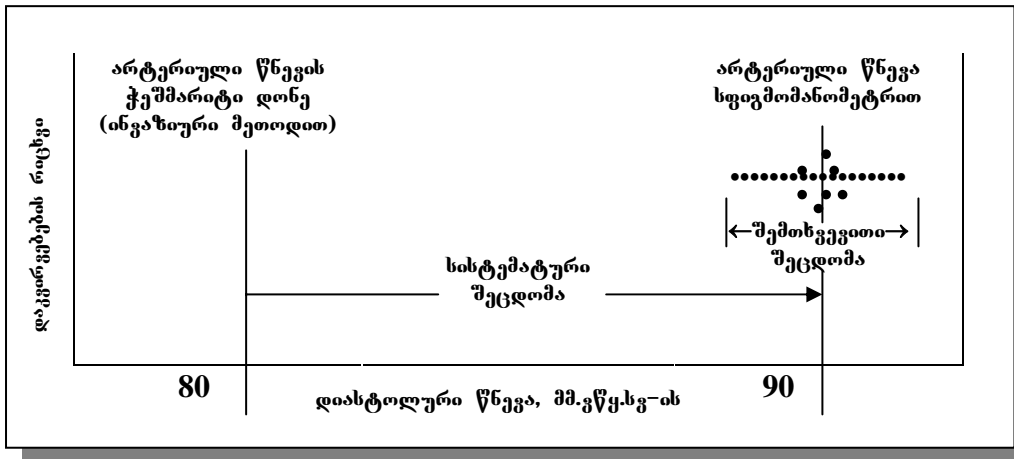 არტერიული წნევის
ჭეშმარიტი დონე
(ინვაზიური მეთოდით)
არტერიული წნევა
სფიგმომანომეტრით
დაკვირვებების რიცხვი
შემთხვევითი
შეცდომა
სისტემატური
შეცდომა
80
90
დიასტოლური წნევა, მმ.ვწყ.სვ-ის